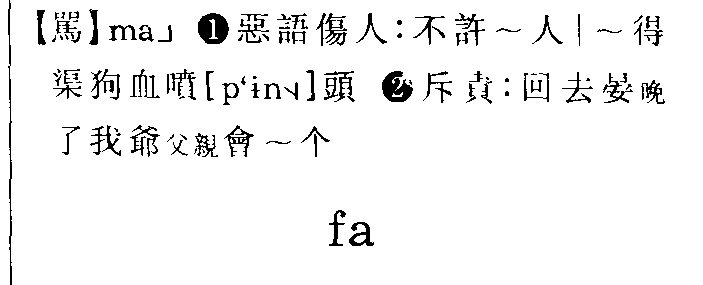 【罵】ma」 ❶惡語傷人：不許～人｜～得
渠狗血噴[pʻin˧˩]頭 ❷斥責：回去晏晚
了我爺父親會～个
fa